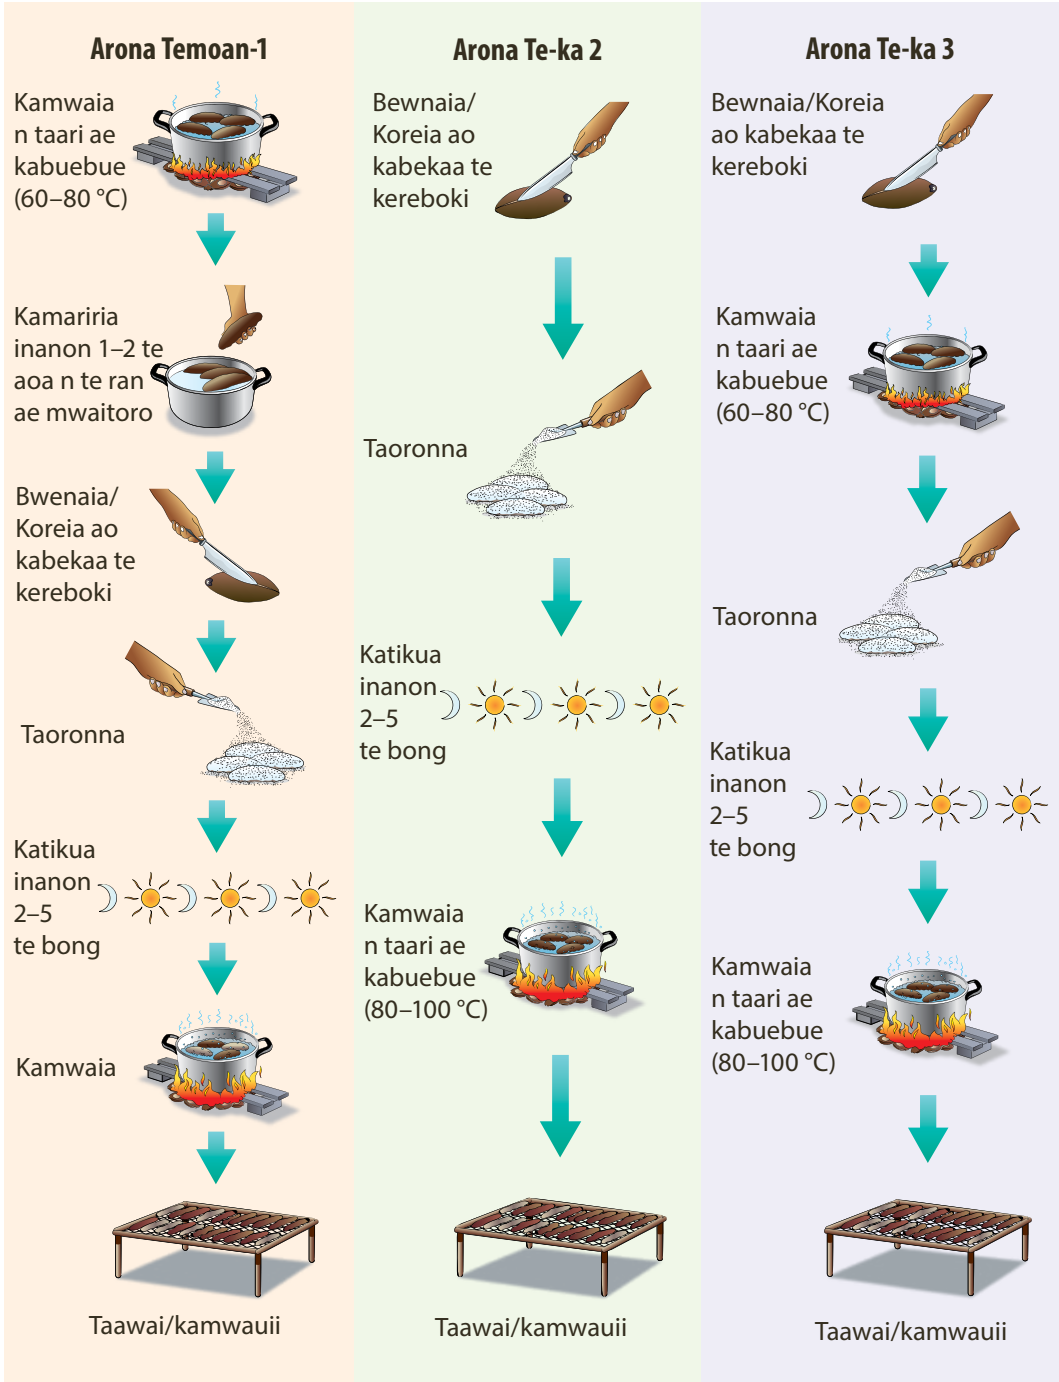 Arona Temoan-1
Kamwaia
n taari ae
kabuebue
(60–80 °C)
Kamaririia
inanon 1–2 te
aoa n te ran
ae mwaitoro
Bwenaia/
Koreia ao
kabekaa te
kereboki
Taoronna
Katikua
inanon
2–5
te bong
Kamwaia
Taawai/kamwauii
Arona Te-ka 2
Bewnaia/
Koreia ao
kabekaa te
kereboki
Taoronna
Katikua
inanon
2–5
te bong
Kamwaia
n taari ae
kabuebue
(80–100 °C)
Taawai/kamwauii
Arona Te-ka 3
Bewnaia/Koreia
ao kabekaa te
kereboki
Kamwaia
n taari ae
kabuebue
(60–80 °C)
Taoronna
Katikua
inanon
2–5
te bong
Kamwaia
n taari ae
kabuebue
(80–100 °C)
Taawai/kamwauii